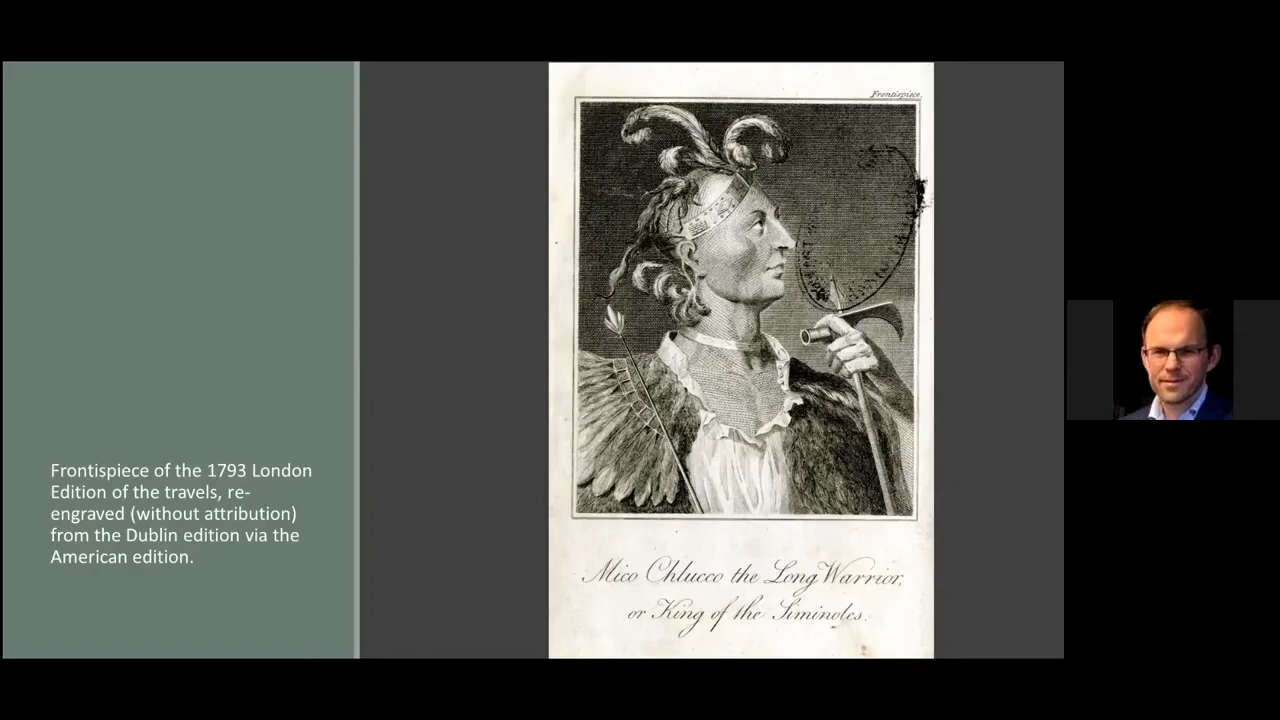 Frontispiece of the 1793 London
Edition of the travels, re-
engraved (without attribution)
from the Dublin edition via the
American edition.
Frontispiece.
Mico Chlucco the Long Warrior,
or King of the Siminoles.